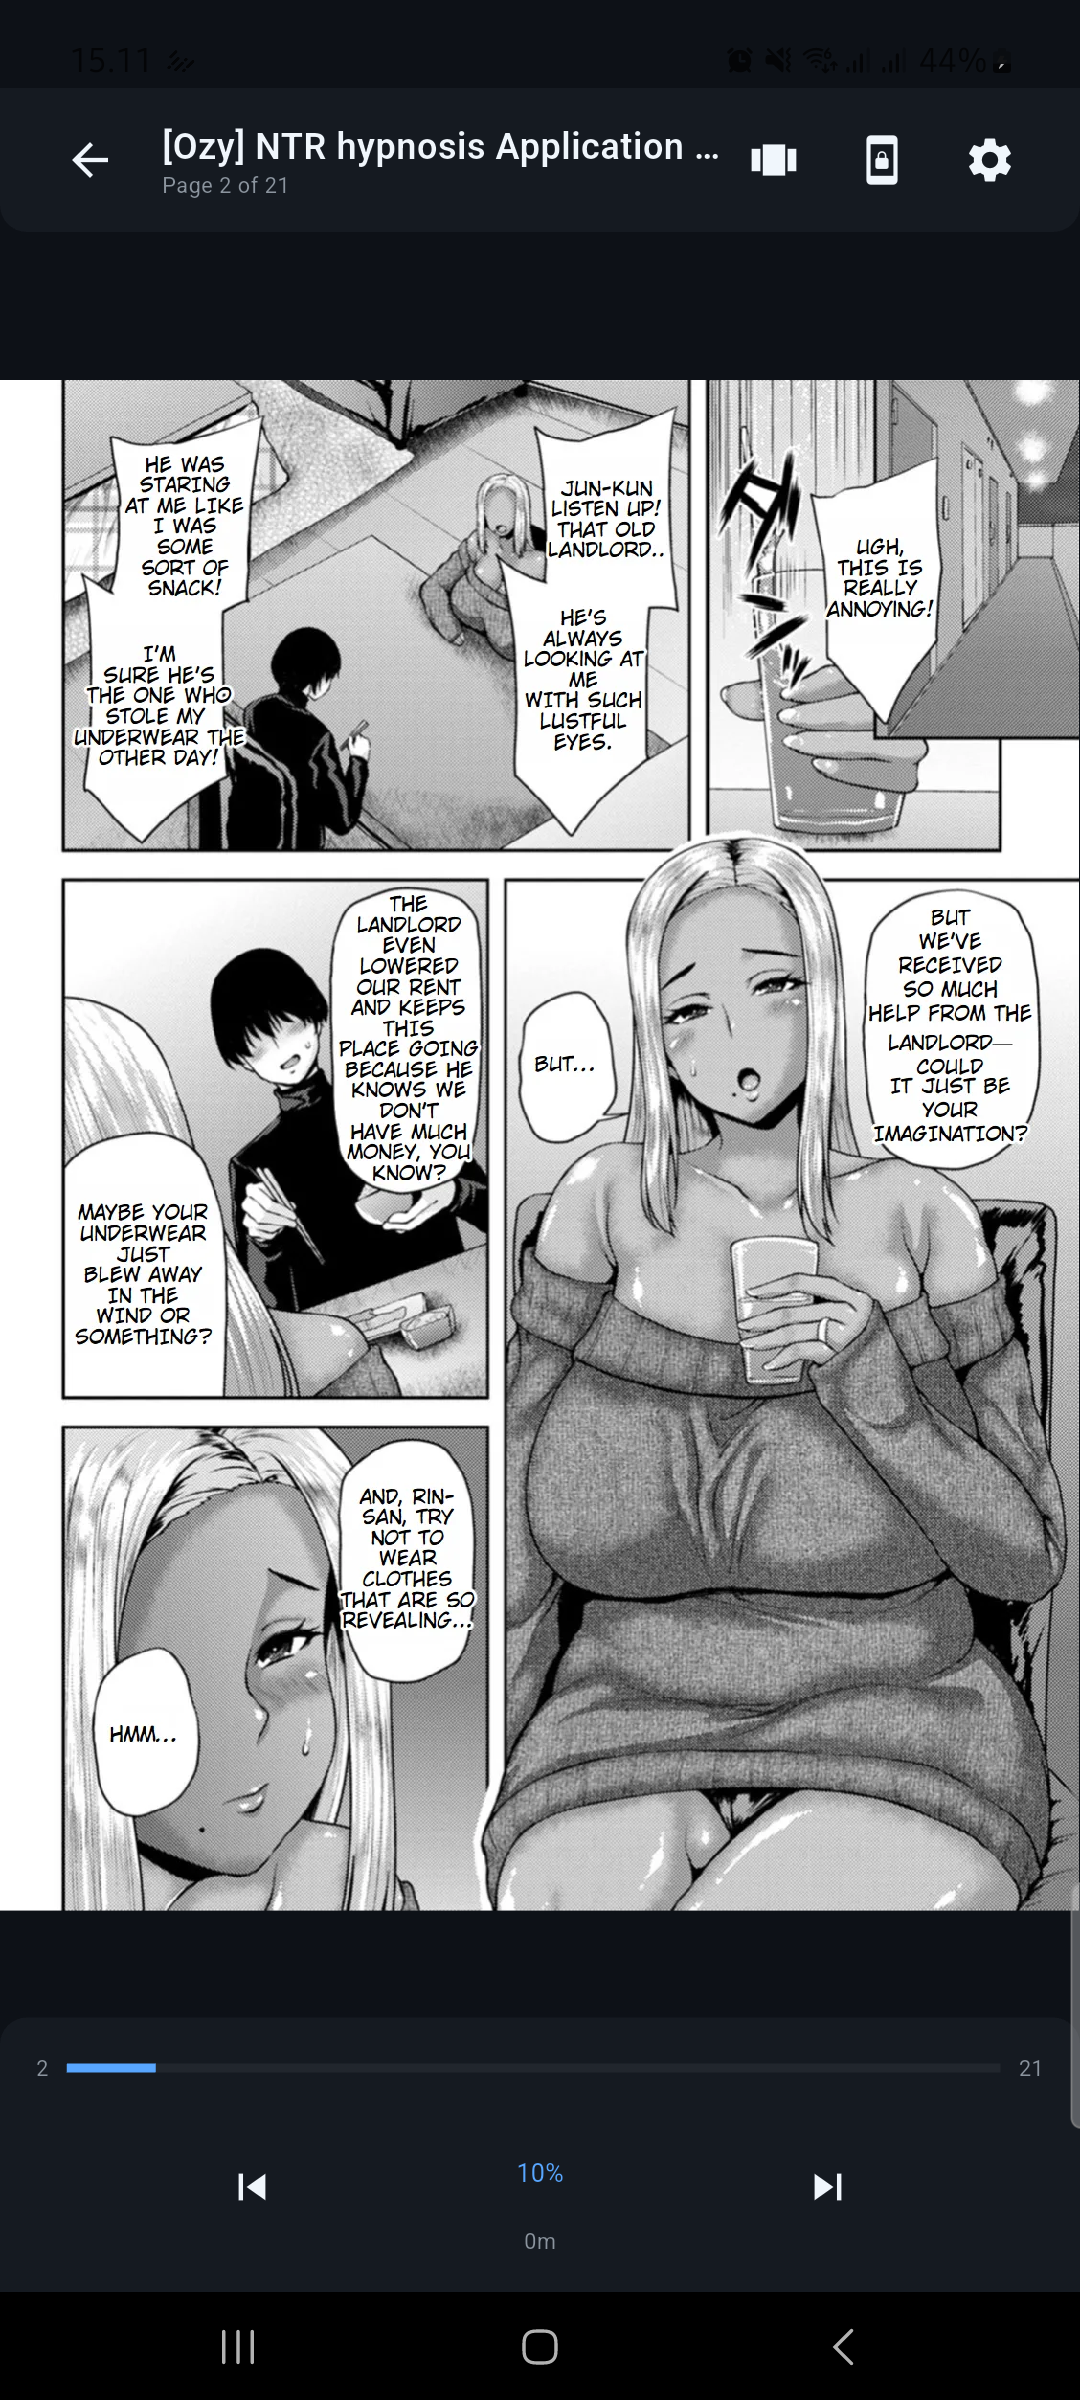 15.11
44%
[Ozy] NTR hypnosis Application ...
Page 2 of 21
UGH,
THIS IS
REALLY
ANNOYING!
JUN-KUN
LISTEN UP!
THAT OLD
LANDLORD..
HE'S
ALWAYS
LOOKING AT
ME
WITH SUCH
LUSTFUL
EYES.
HE WAS
STARING
AT ME LIKE
I WAS
SOME
SORT OF
SNACK!
I'M
SURE HE'S
THE ONE WHO
STOLE MY
UNDERWEAR THE
OTHER DAY!
BUT
WE'VE
RECEIVED
SO MUCH
HELP FROM THE
LANDLORD—
COULD
IT JUST BE
YOUR
IMAGINATION?
BUT...
THE
LANDLORD
EVEN
LOWERED
OUR RENT
AND KEEPS
THIS
PLACE GOING
BECAUSE HE
KNOWS WE
DON'T
HAVE MUCH
MONEY, YOU
KNOW?
MAYBE YOUR
UNDERWEAR
JUST
BLEW AWAY
IN THE
WIND OR
SOMETHING?
AND, RIN-
SAN, TRY
NOT TO
WEAR
CLOTHES
THAT ARE SO
REVEALING...
HMM...
2
21
10%
0m